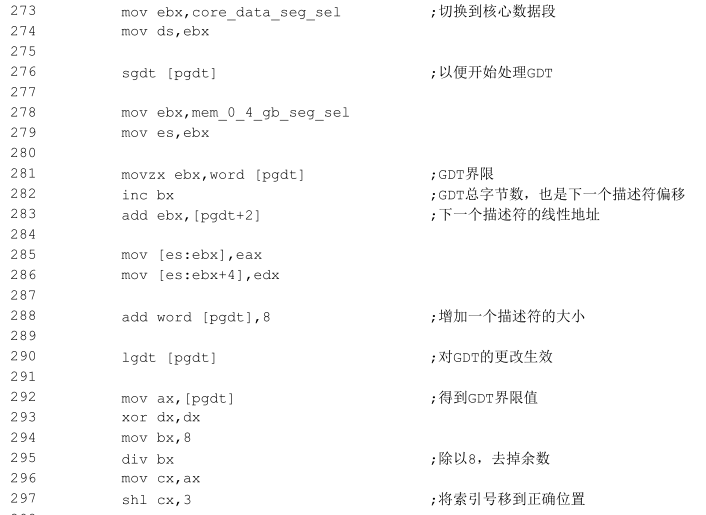 273 mov ebx,core_data_seg_sel ;切换到核心数据段
274 mov ds,ebx
275
276 sgdt [pgdt] ;以便开始处理GDT
277
278 mov ebx,mem_0_4_gb_seg_sel
279 mov es,ebx
280
281 movzx ebx,word [pgdt] ;GDT界限
282 inc bx ;GDT总字节数，也是下一个描述符偏移
283 add ebx,[pgdt+2] ;下一个描述符的线性地址
284
285 mov [es:ebx],eax
286 mov [es:ebx+4],edx
287
288 add word [pgdt],8 ;增加一个描述符的大小
289
290 lgdt [pgdt] ;对GDT的更改生效
291
292 mov ax,[pgdt] ;得到GDT界限值
293 xor dx,dx
294 mov bx,8
295 div bx ;除以8，去掉余数
296 mov cx,ax
297 shl cx,3 ;将索引号移到正确位置